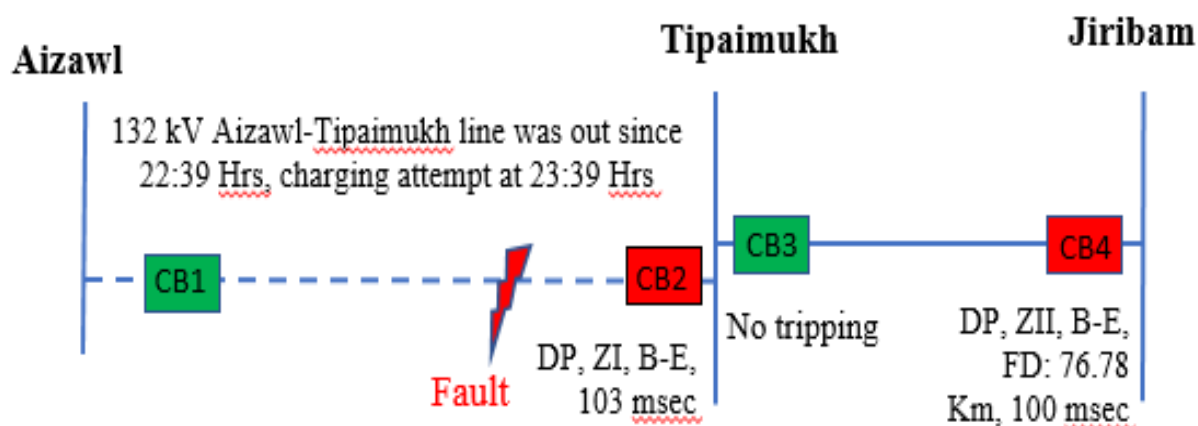 Aizawl
Tipaimukh
Jiribam
132 kV Aizawl-Tipaimukh line was out since
22:39 Hrs, charging attempt at 23:39 Hrs
CB1
CB2
CB3
CB4
Fault
DP, ZI, B-E,
103 msec
No tripping
DP, ZII, B-E,
FD: 76.78
Km, 100 msec